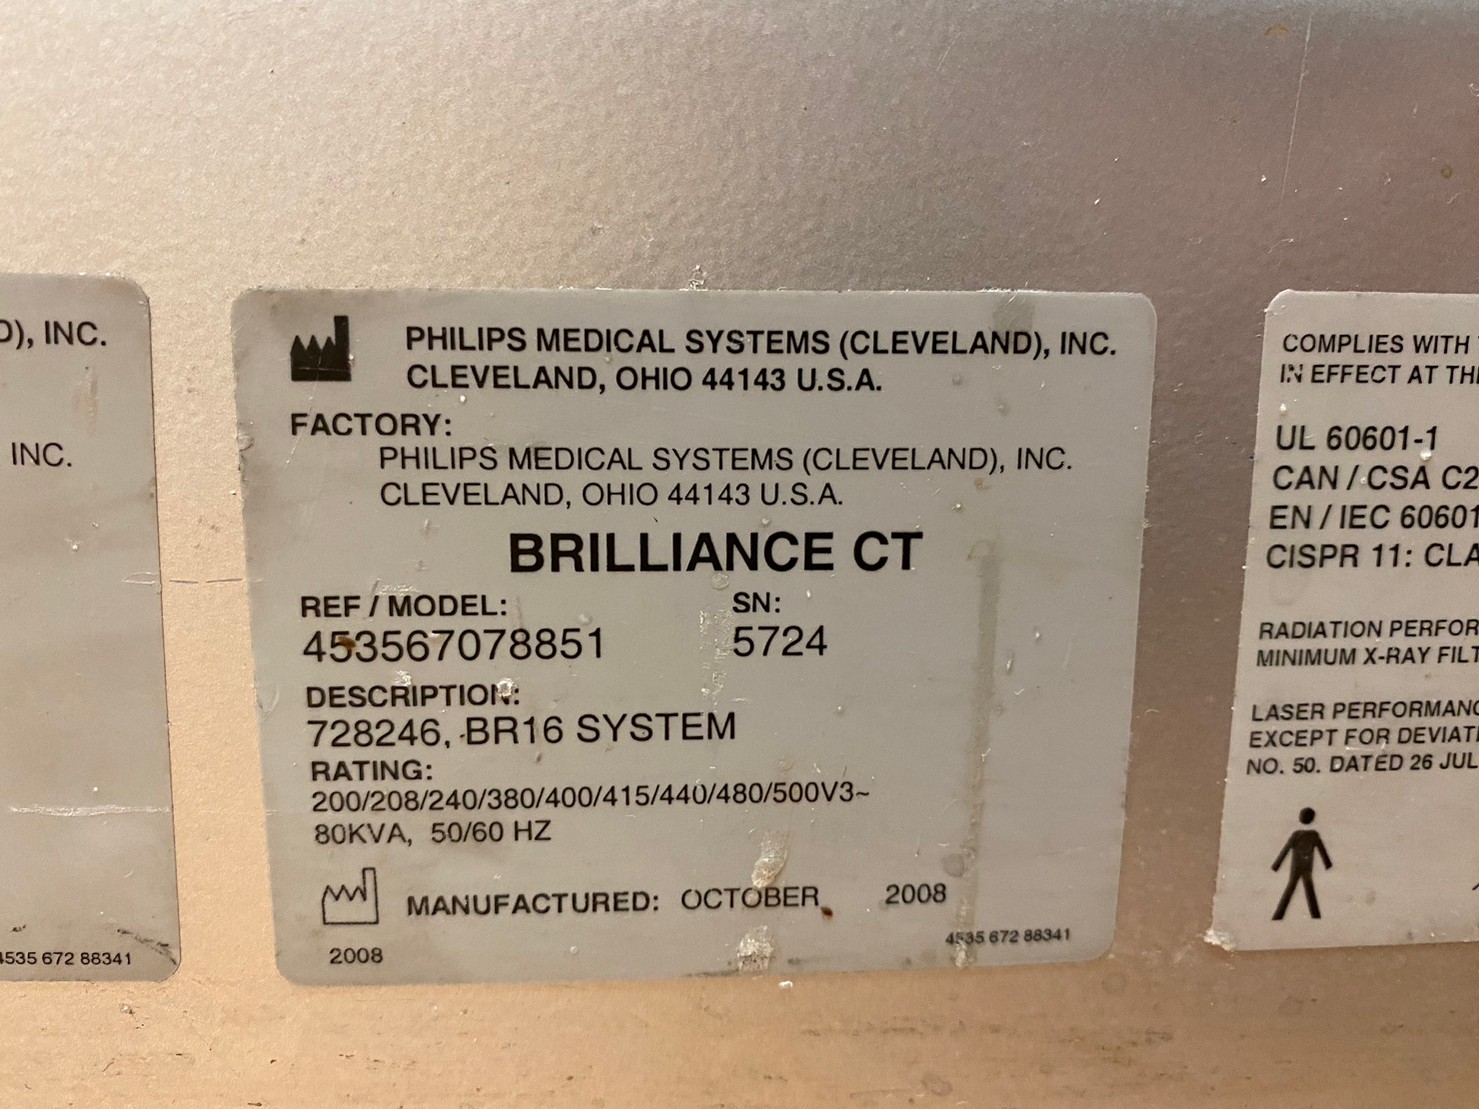 D), INC.
INC.
4535 672 88341
PHILIPS MEDICAL SYSTEMS (CLEVELAND), INC.
CLEVELAND, OHIO 44143 U.S.A.
FACTORY:
PHILIPS MEDICAL SYSTEMS (CLEVELAND), INC.
CLEVELAND, OHIO 44143 U.S.A.
BRILLIANCE CT
REF / MODEL: SN:
453567078851 5724
DESCRIPTION:
728246, BR16 SYSTEM
RATING:
200/208/240/380/400/415/440/480/500V3~
80KVA, 50/60 HZ
MANUFACTURED: OCTOBER 2008
2008
4535 672 88341
COMPLIES WITH
IN EFFECT AT TH
UL 60601-1
CAN / CSA C2
EN / IEC 60601
CISPR 11: CLA
RADIATION PERFOR
MINIMUM X-RAY FILT
LASER PERFORMANC
EXCEPT FOR DEVIATI
NO. 50. DATED 26 JUL